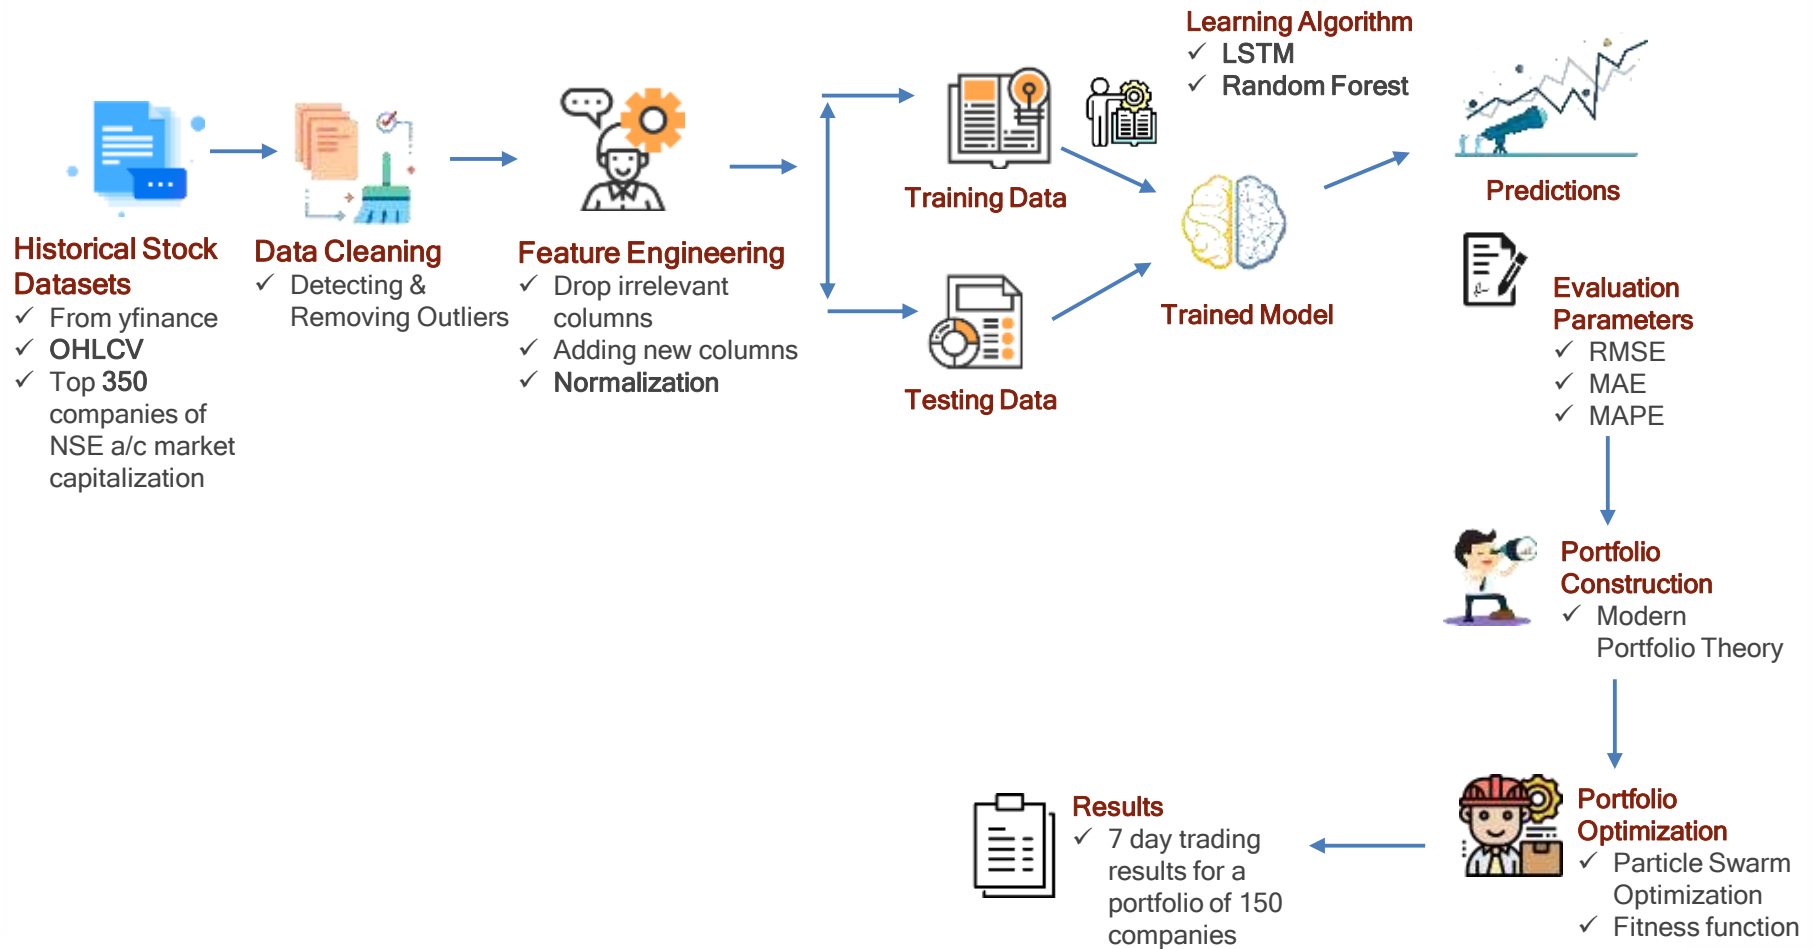 Historical Stock
Datasets
✓ From yfinance
✓ OHLCV
✓ Top 350
companies of
NSE a/c market
capitalization
Data Cleaning
✓ Detecting &
Removing Outliers
Feature Engineering
✓ Drop irrelevant
columns
✓ Adding new columns
✓ Normalization
Training Data
Testing Data
Learning Algorithm
✓ LSTM
✓ Random Forest
Trained Model
Predictions
Evaluation
Parameters
✓ RMSE
✓ MAE
✓ MAPE
Portfolio
Construction
✓ Modern
Portfolio Theory
Portfolio
Optimization
✓ Particle Swarm
Optimization
✓ Fitness function
Results
✓ 7 day trading
results for a
portfolio of 150
companies